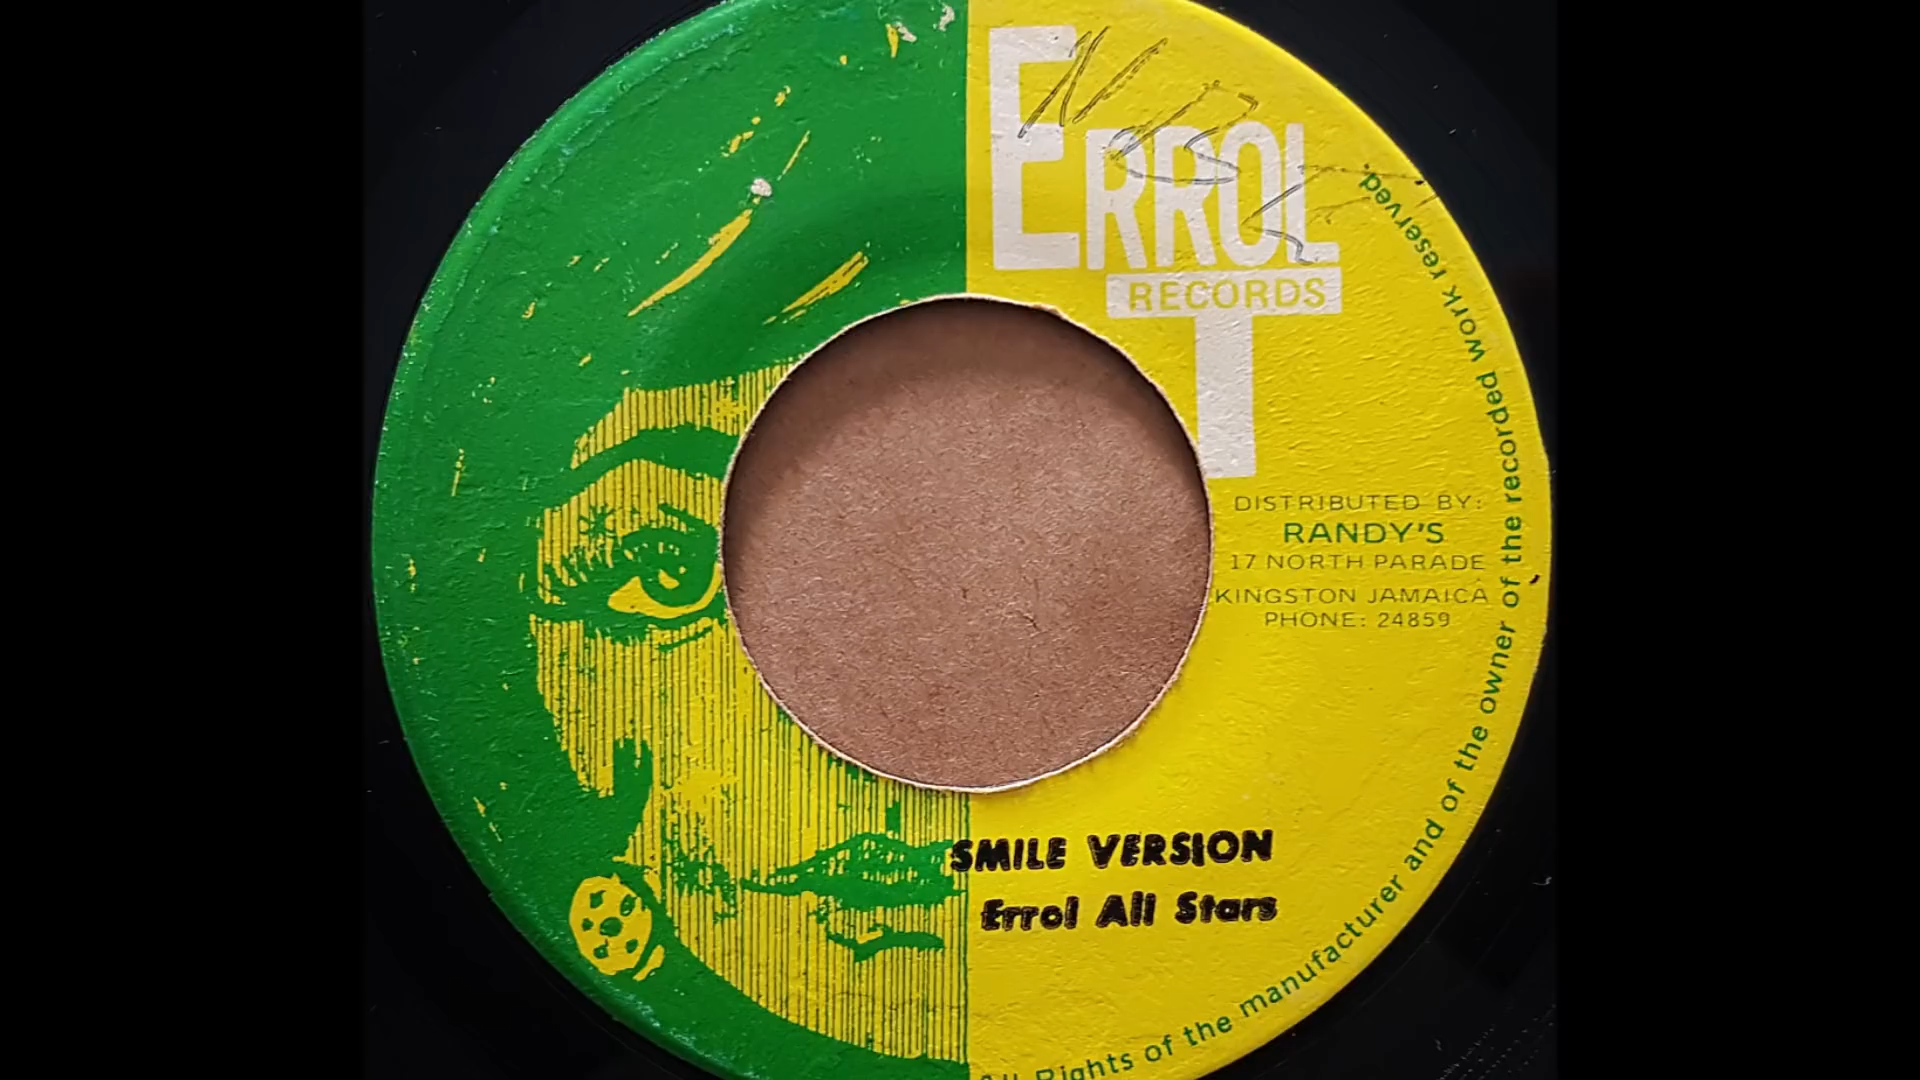 ERROL
RECORDS
T
DISTRIBUTED BY:
RANDY'S
17 NORTH PARADE
KINGSTON JAMAICA
PHONE: 24859
SMILE VERSION
Errol All Stars
All Rights of the manufacturer and of the owner of the recorded work reserved.